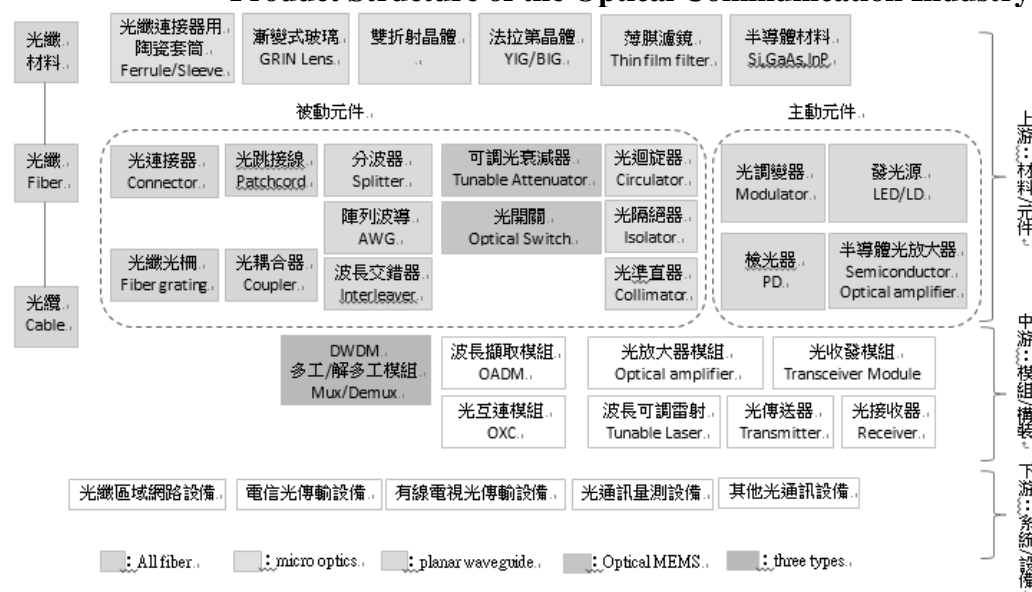 Product Structure of the Optical Communication Industry
光纖
材料
光纖連接器用
陶瓷套筒
Ferrule/Sleeve
漸變式玻璃
GRIN Lens
雙折射晶體
法拉第晶體
YIG/BIG
薄膜濾鏡
Thin film filter
半導體材料
Si,GaAs,InP
被動元件
主動元件
光纖
Fiber
光連接器
Connector
光跳接線
Patchcord
分波器
Splitter
可調光衰減器
Tunable Attenuator
光迴旋器
Circulator
光調變器
Modulator
發光源
LED/LD
陣列波導
AWG
光開關
Optical Switch
光隔絕器
Isolator
光纖光柵
Fiber grating
光耦合器
Coupler
波長交錯器
Interleaver
光準直器
Collimator
檢光器
PD
半導體光放大器
Semiconductor
Optical amplifier
光纜
Cable
上游:材料/元件
DWDM
多工/解多工模組
Mux/Demux
波長擷取模組
OADM
光放大器模組
Optical amplifier
光收發模組
Transceiver Module
光互連模組
OXC
波長可調雷射
Tunable Laser
光傳送器
Transmitter
光接收器
Receiver
中游:模組/構裝
光纖區域網路設備
電信光傳輸設備
有線電視光傳輸設備
光通訊量測設備
其他光通訊設備
下游:系統/設備
: All fiber
: micro optics
: planar waveguide
: Optical MEMS
: three types